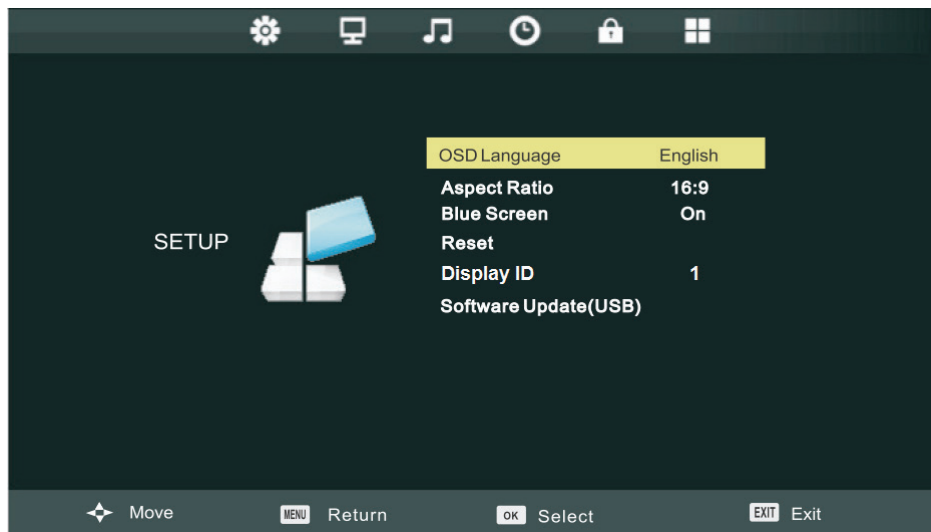 OSD Language English
Aspect Ratio 16:9
Blue Screen On
SETUP
Reset
Display ID 1
Software Update(USB)
Move MENU Return OK Select EXIT Exit